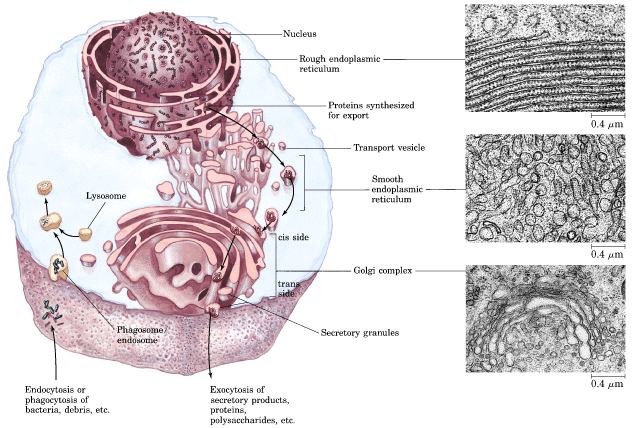 Nucleus
Rough endoplasmic
reticulum
0.4 μm
Proteins synthesized
for export
Transport vesicle
Smooth
endoplasmic
reticulum
0.4 μm
Lysosome
cis side
Golgi complex
trans
side
Secretory granules
Phagosome
endosome
0.4 μm
Endocytosis or
phagocytosis of
bacteria, debris, etc.
Exocytosis of
secretory products,
proteins,
polysaccharides, etc.